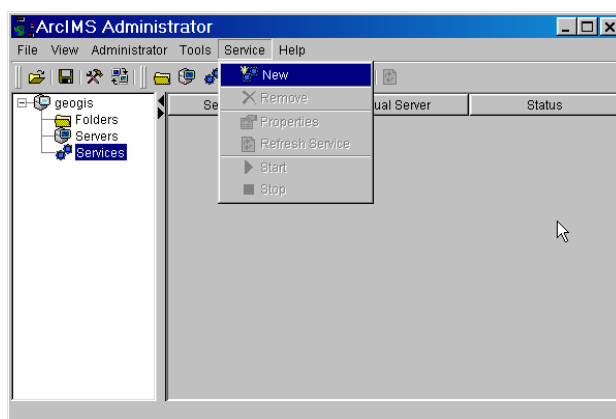 ArcIMS Administrator
File View Administrator Tools Service Help
New
Remove
Properties
Refresh Service
Start
Stop
geogis
Folders
Servers
Services
Se
ual Server
Status